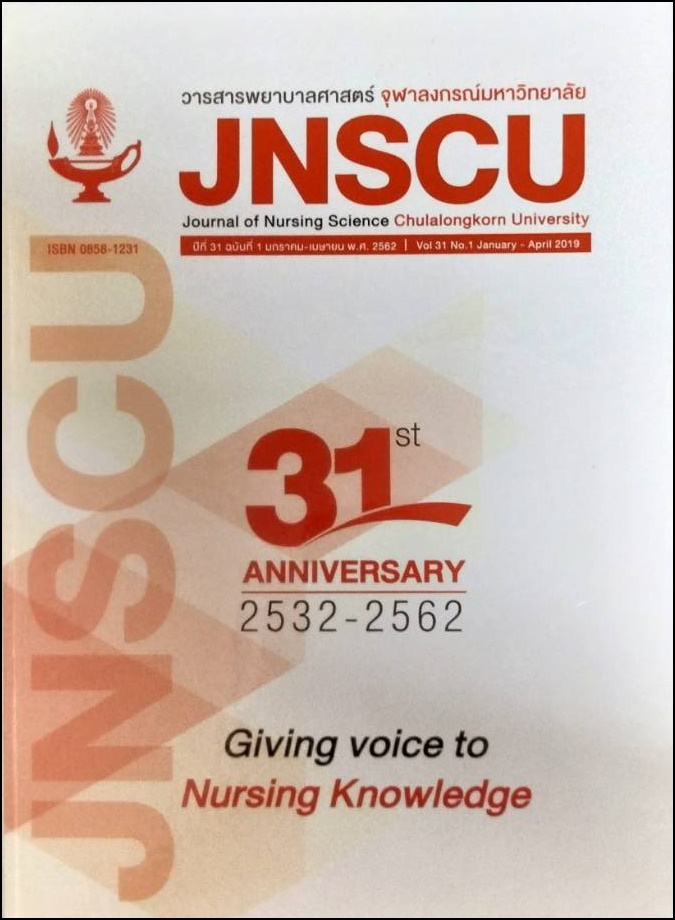 วารสารพยาบาลศาสตร์ จุฬาลงกรณ์มหาวิทยาลัย
JNSCU
Journal of Nursing Science Chulalongkorn University
ISBN 0858-1231
ปีที่ 31 ฉบับที่ 1 มกราคม-เมษายน พ.ศ. 2562 | Vol 31 No.1 January - April 2019
JNSCU
31st
ANNIVERSARY
2532-2562
Giving voice to
Nursing Knowledge